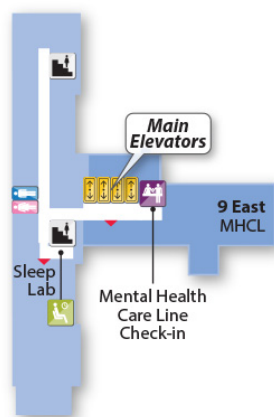 Main
Elevators
9 East
MHCL
Sleep
Lab
Mental Health
Care Line
Check-in